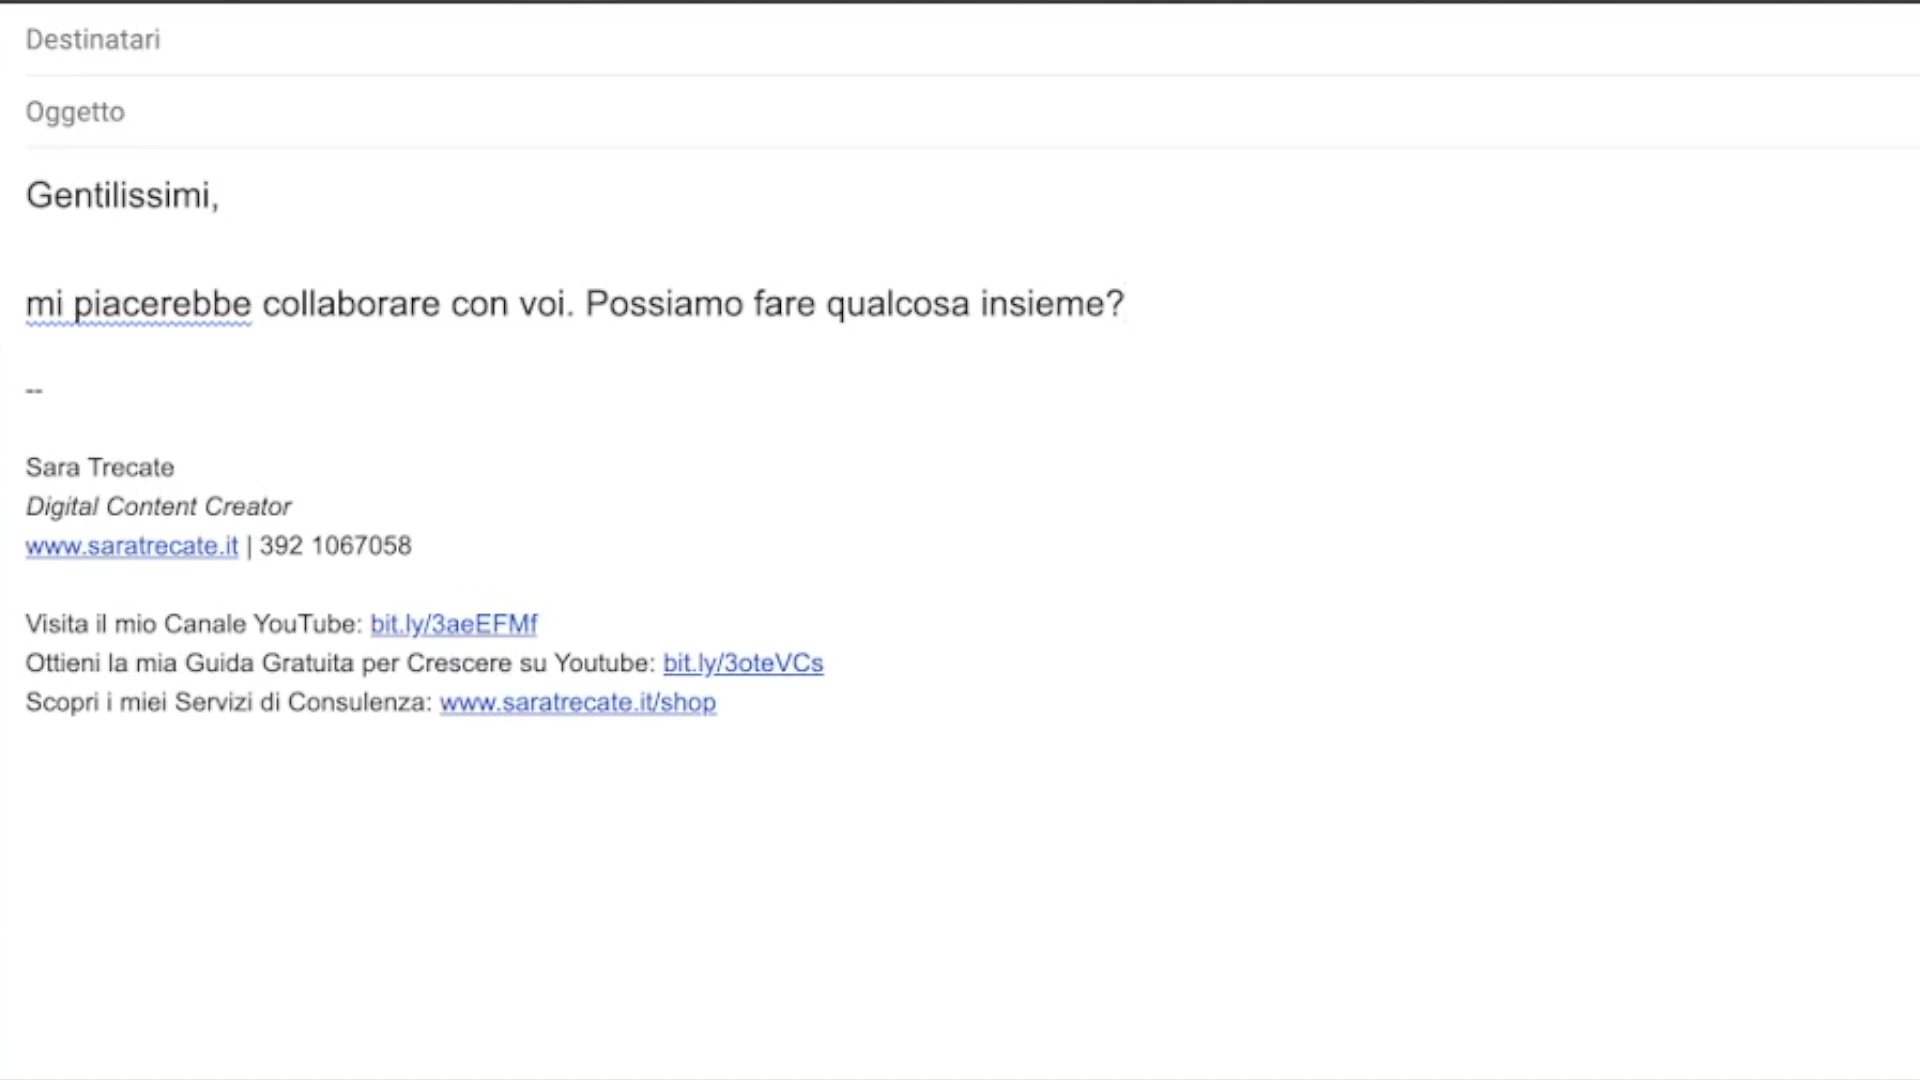 Destinatari
Oggetto
Gentilissimi,
mi piacerebbe collaborare con voi. Possiamo fare qualcosa insieme?
--
Sara Trecate
Digital Content Creator
www.saratrecate.it | 392 1067058
Visita il mio Canale YouTube: bit.ly/3aeEFMf
Ottieni la mia Guida Gratuita per Crescere su Youtube: bit.ly/3oteVCs
Scopri i miei Servizi di Consulenza: www.saratrecate.it/shop